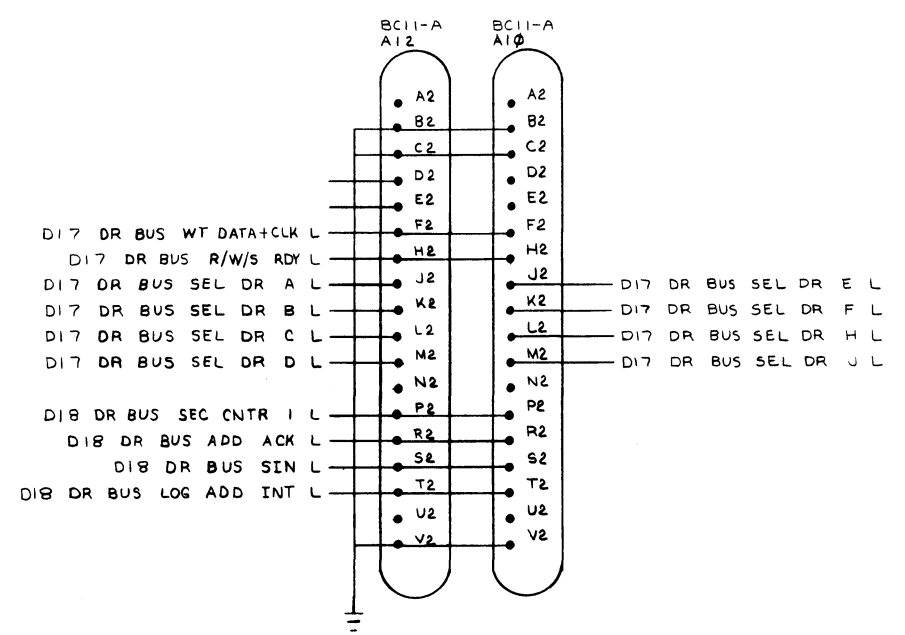 BC11-A BC11-A
A12 A10
A2 A2
B2 B2
C2 C2
D2 D2
E2 E2
D17 DR BUS WT DATA+CLK L F2 F2
D17 DR BUS R/W/S RDY L H2 H2
D17 DR BUS SEL DR A L J2 J2 D17 DR BUS SEL DR E L
D17 DR BUS SEL DR B L K2 K2 D17 DR BUS SEL DR F L
D17 DR BUS SEL DR C L L2 L2 D17 DR BUS SEL DR H L
D17 DR BUS SEL DR D L M2 M2 D17 DR BUS SEL DR J L
N2 N2
D18 DR BUS SEC CNTR 1 L P2 P2
D18 DR BUS ADD ACK L R2 R2
D18 DR BUS SIN L S2 S2
D18 DR BUS LOG ADD INT L T2 T2
U2 U2
V2 V2